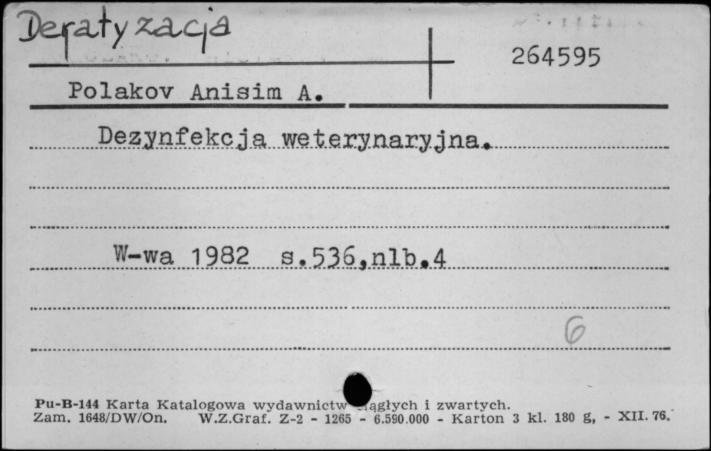 Deratyzacja
264595
Polakov Anisim A.
Dezynfekcja weterynaryjna.
W-wa 1982 s.536,nlb.4
6
Pu-B-144 Karta Katalogowa wydawnictw ciągłych i zwartych.
Zam. 1648/DW/On. W.Z.Graf. Z-2 - 1265 - 6.590.000 - Karton 3 kl. 180 g, - XII. 76.